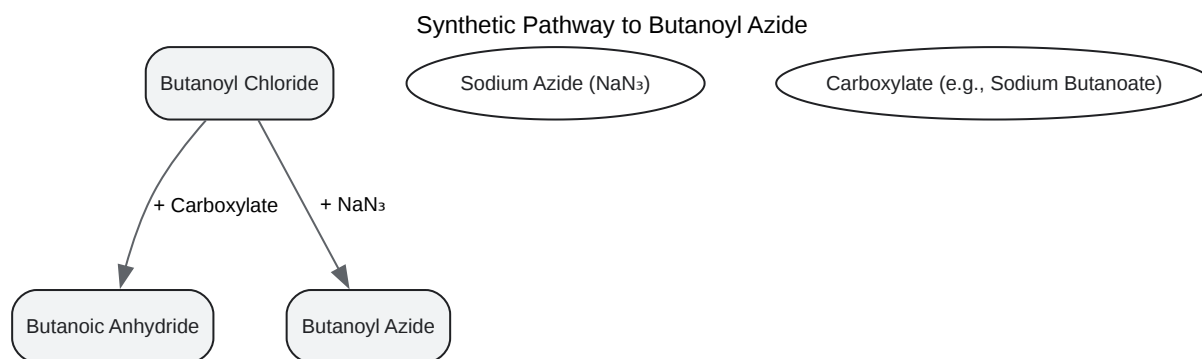 Synthetic Pathway to Butanoyl Azide
Butanoyl Chloride
Sodium Azide (NaN₃)
Carboxylate (e.g., Sodium Butanoate)
+ Carboxylate
+ NaN₃
Butanoic Anhydride
Butanoyl Azide